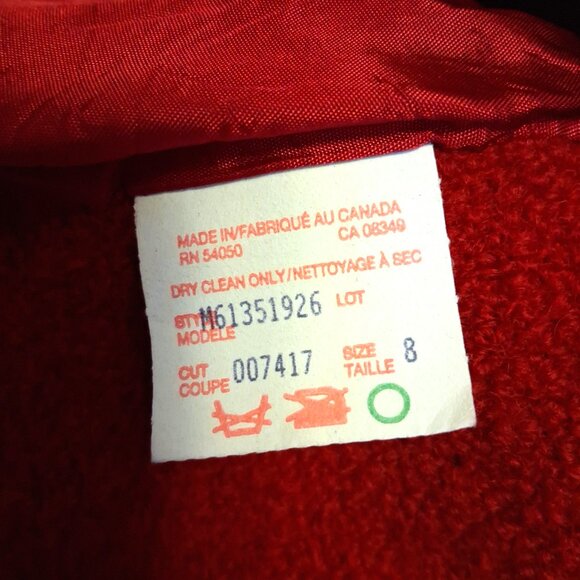 MADE IN/FABRIQUÉ AU CANADA
RN 54050 CA 08349
DRY CLEAN ONLY/NETTOYAGE À SEC
STYLE M61351926 LOT
MODÈLE
CUT 007417 SIZE 8
COUPE TAILLE